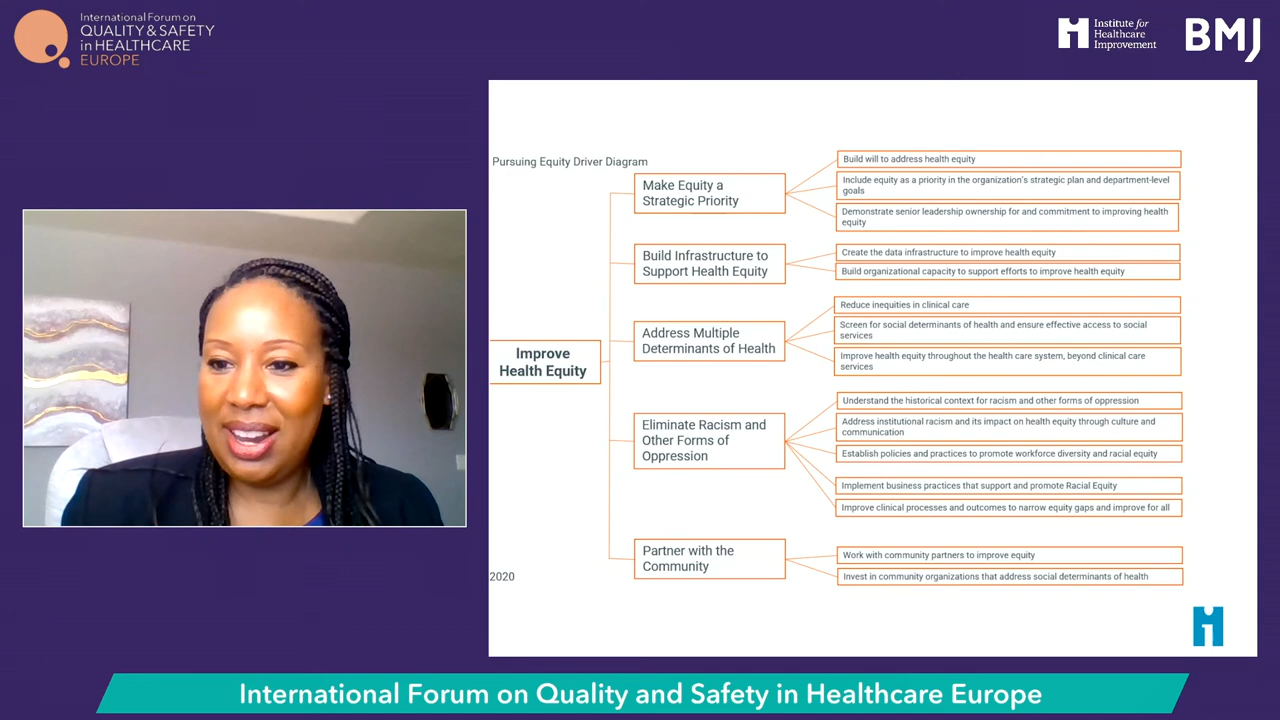 International Forum on
QUALITY & SAFETY
in HEALTHCARE
EUROPE
Institute for
Healthcare
Improvement
BMJ
Pursuing Equity Driver Diagram
Improve
Health Equity
Make Equity a
Strategic Priority
Build will to address health equity
Include equity as a priority in the organization's strategic plan and department-level
goals
Demonstrate senior leadership ownership for and commitment to improving health
equity
Build Infrastructure to
Support Health Equity
Create the data infrastructure to improve health equity
Build organizational capacity to support efforts to improve health equity
Address Multiple
Determinants of Health
Reduce inequities in clinical care
Screen for social determinants of health and ensure effective access to social
services
Improve health equity throughout the health care system, beyond clinical care
services
Eliminate Racism and
Other Forms of
Oppression
Understand the historical context for racism and other forms of oppression
Address institutional racism and its impact on health equity through culture and
communication
Establish policies and practices to promote workforce diversity and racial equity
Implement business practices that support and promote Racial Equity
Improve clinical processes and outcomes to narrow equity gaps and improve for all
Partner with the
Community
Work with community partners to improve equity
Invest in community organizations that address social determinants of health
2020
International Forum on Quality and Safety in Healthcare Europe